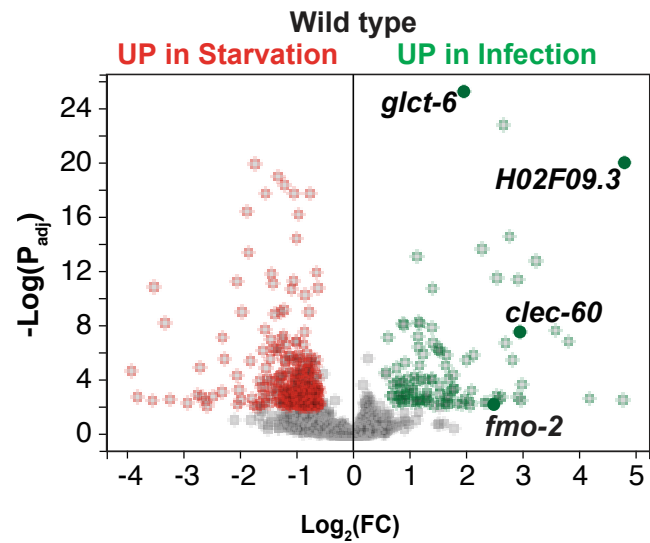 Wild type
UP in Starvation UP in Infection
-Log(Padj)
24
20
16
12
8
4
0
glct-6
H02F09.3
clec-60
fmo-2
-4 -3 -2 -1 0 1 2 3 4 5
Log2(FC)